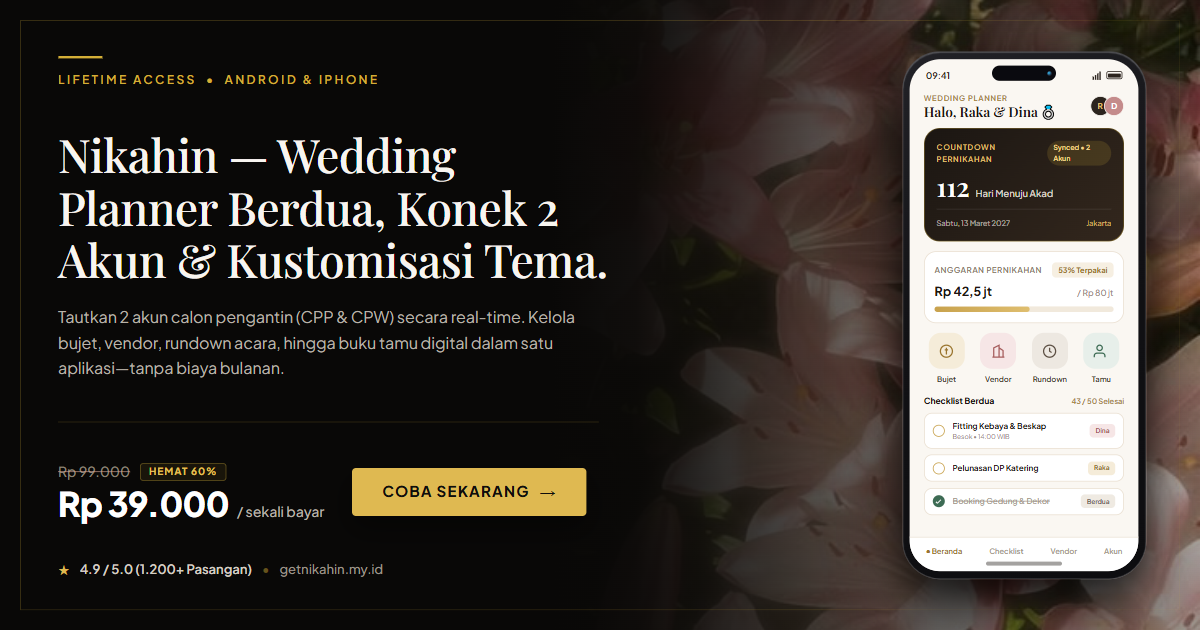 LIFETIME ACCESS • ANDROID & IPHONE
Nikahin — Wedding
Planner Berdua, Konek 2
Akun & Kustomisasi Tema.
Tautkan 2 akun calon pengantin (CPP & CPW) secara real-time. Kelola
bujet, vendor, rundown acara, hingga buku tamu digital dalam satu
aplikasi—tanpa biaya bulanan.
Rp 99.000 HEMAT 60%
Rp 39.000 / sekali bayar
COBA SEKARANG →
★ 4.9 / 5.0 (1.200+ Pasangan) • getnikahin.my.id
09:41
WEDDING PLANNER
Halo, Raka & Dina 💍
R D
COUNTDOWN
PERNIKAHAN
Synced • 2
Akun
112 Hari Menuju Akad
Sabtu, 13 Maret 2027 Jakarta
ANGGARAN PERNIKAHAN 53% Terpakai
Rp 42,5 jt / Rp 80 jt
Bujet Vendor Rundown Tamu
Checklist Berdua 43 / 50 Selesai
Fitting Kebaya & Beskap Dina
Besok • 14:00 WIB
Pelunasan DP Katering Raka
Booking Gedung & Dekor Berdua
• Beranda Checklist Vendor Akun